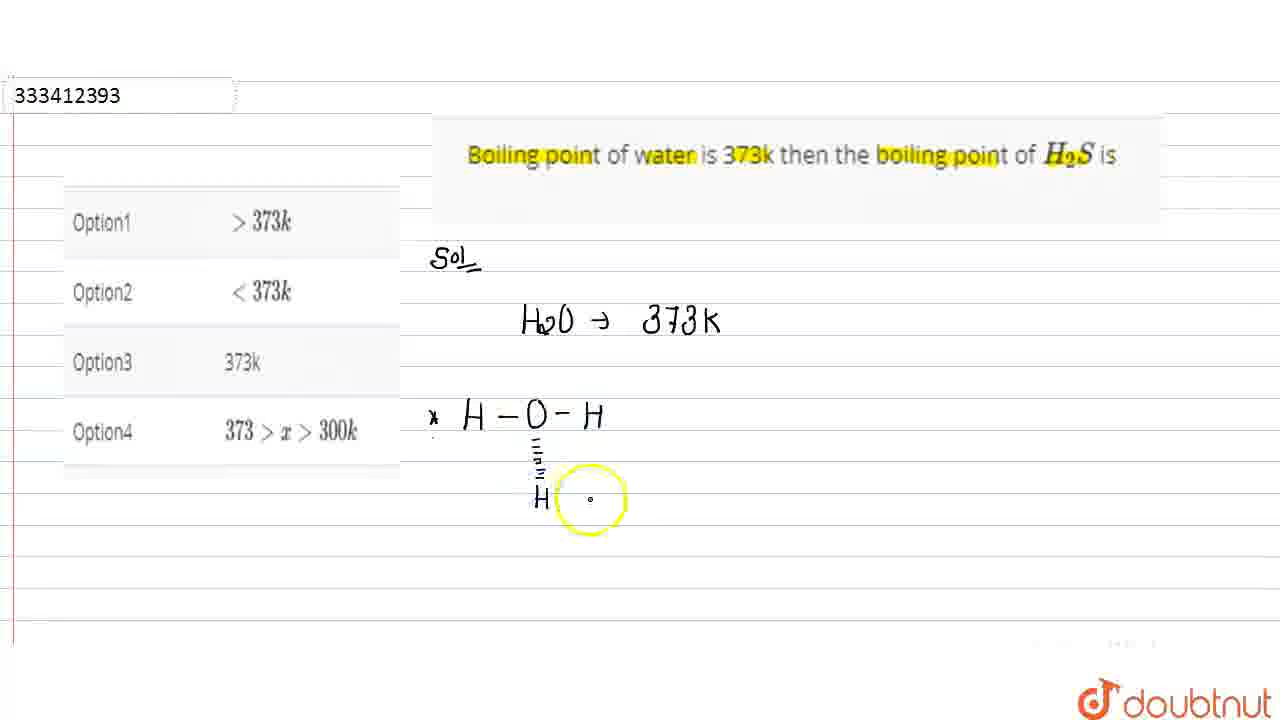 333412393
Boiling point of water is 373k then the boiling point of H₂S is
Option1 > 373k
Option2 < 373k
Option3 373k
Option4 373 > x > 300k
Sol
H₂O → 373K
* H – O – H
H
doubtnut